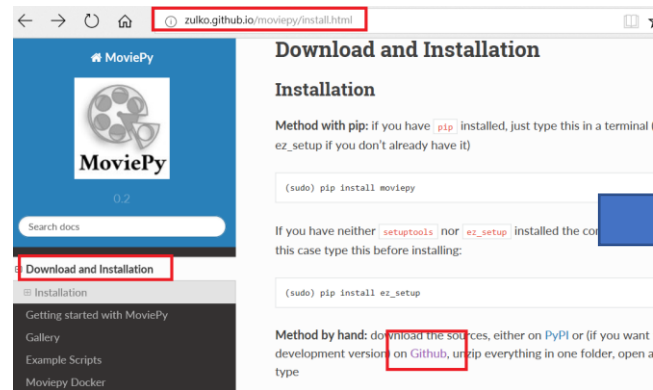 zulko.github.io/moviepy/install.html
MoviePy
MoviePy
0.2
Search docs
Download and Installation
Installation
Getting started with MoviePy
Gallery
Example Scripts
Moviepy Docker
Download and Installation
Installation
Method with pip: if you have pip installed, just type this in a terminal (
ez_setup if you don't already have it)
(sudo) pip install moviepy
If you have neither setuptools nor ez_setup installed the
this case type this before installing:
(sudo) pip install ez_setup
Method by hand: download the sources, either on PyPI or (if you want
development version) on Github, unzip everything in one folder, open a
type